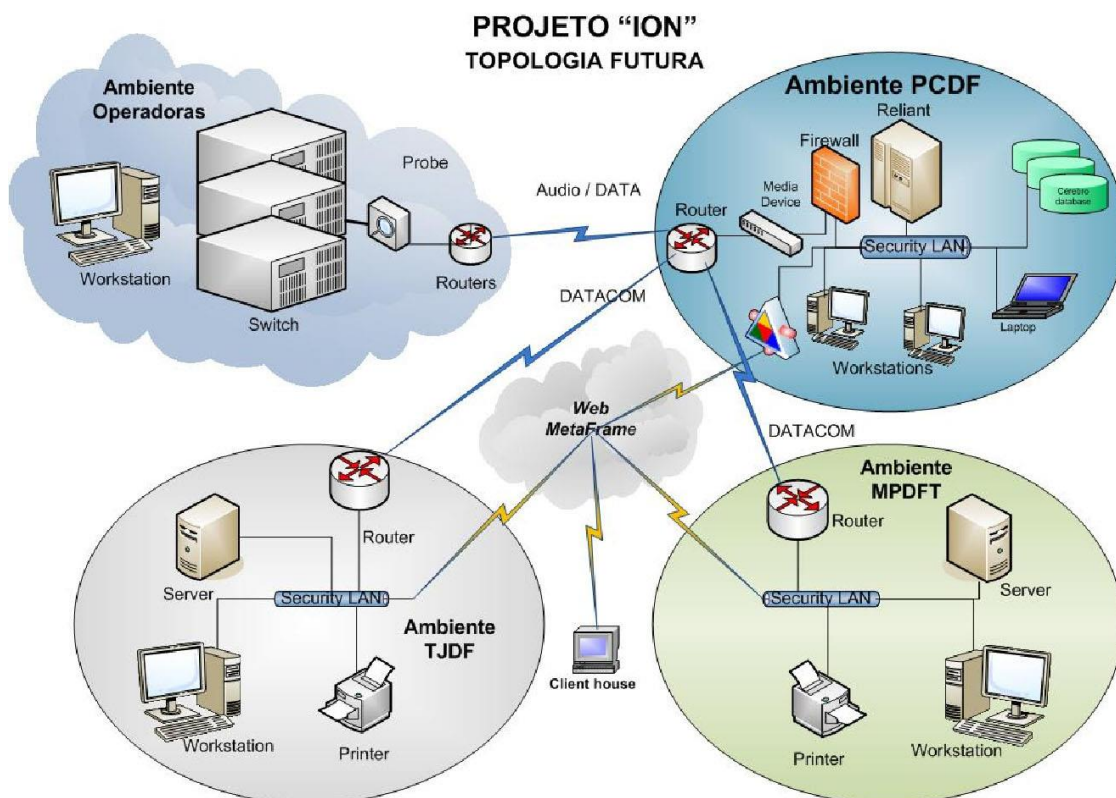 PROJETO “ION”
TOPOLOGIA FUTURA
Ambiente
Operadoras
Probe
Workstation
Switch
Routers
Audio / DATA
DATACOM
Ambiente PCDF
Reliant
Firewall
Media
Device
Router
Security LAN
Cerebro
database
Laptop
Workstations
Web
MetaFrame
DATACOM
Client house
Router
Server
Security LAN
Ambiente
TJDF
Workstation
Printer
Ambiente
MPDFT
Router
Server
Security LAN
Printer
Workstation